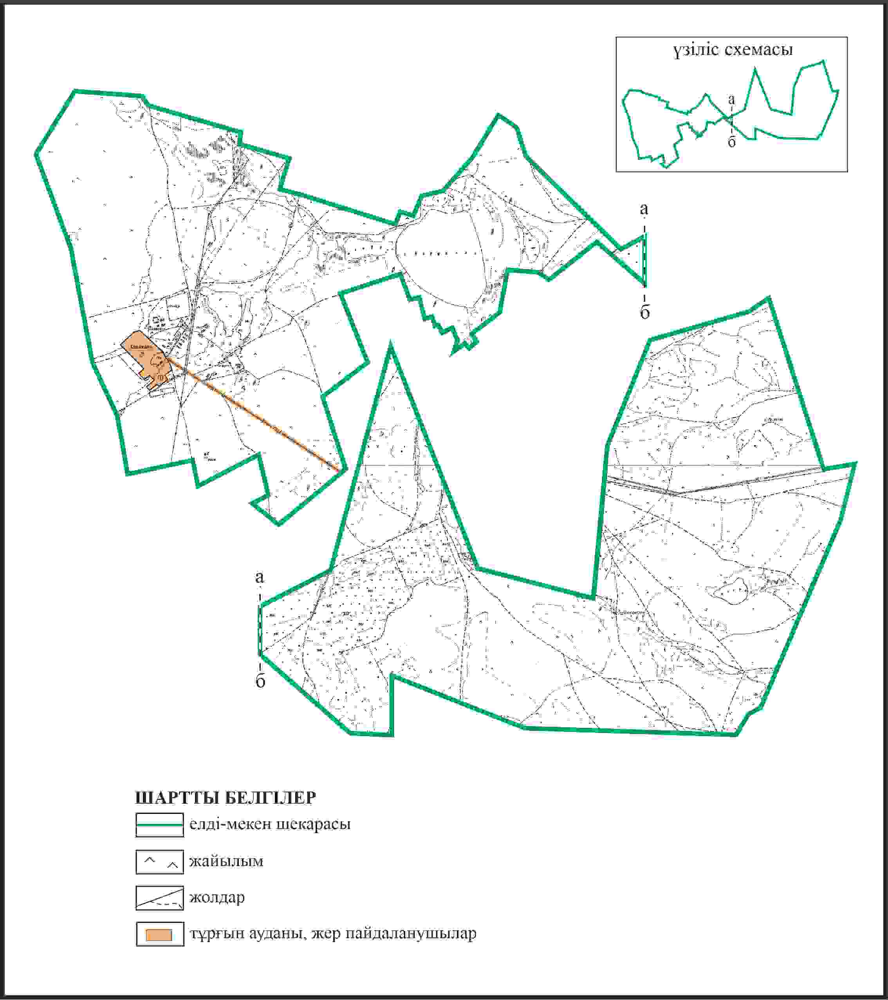 үзіліс схемасы
а
б
а
б
а
б
ШАРТТЫ БЕЛГІЛЕР
елді-мекен шекарасы
жайылым
жолдар
тұрғын ауданы, жер пайдаланушылар